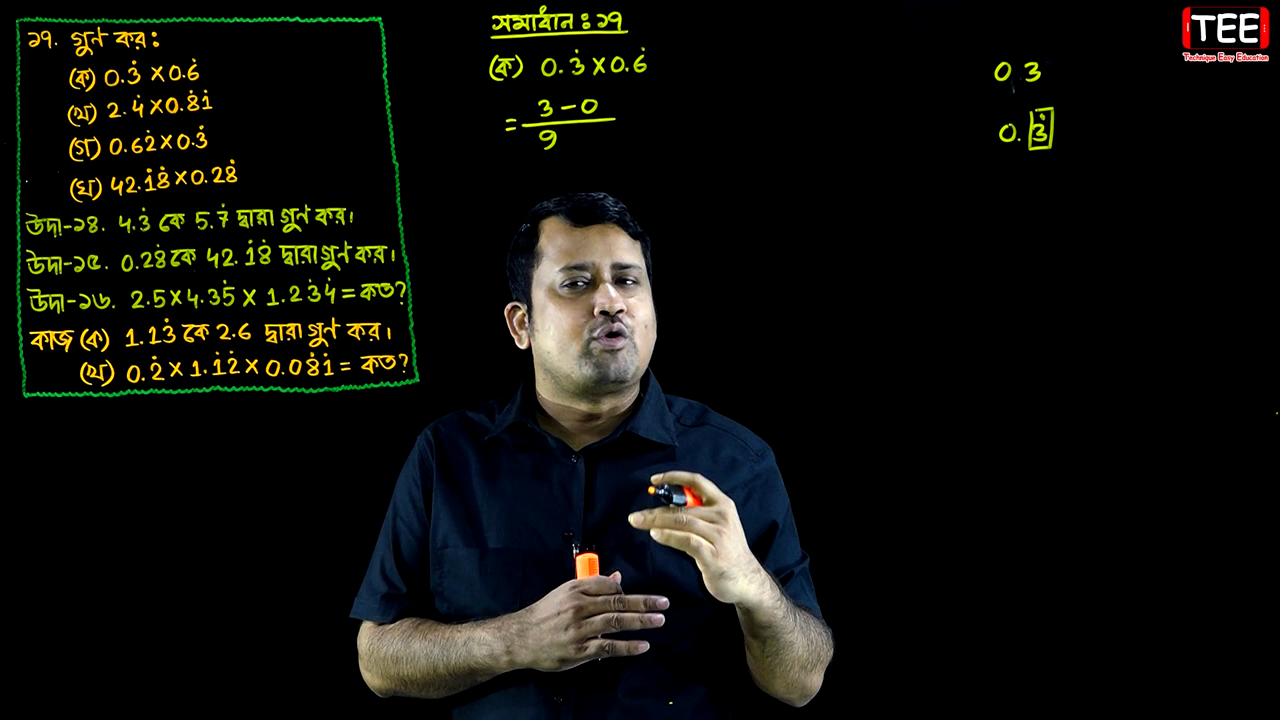 ১৭. গুণ কর:
(ক) 0.3̇ × 0.6̇
(খ) 2.4̇ × 0.8̇1̇
(গ) 0.62̇ × 0.3̇
(ঘ) 42.1̇8̇ × 0.28̇
উদা-১৪. 4.3̇ কে 5.7̇ দ্বারা গুণ কর।
উদা-১৫. 0.28̇ কে 42.1̇8̇ দ্বারা গুণ কর।
উদা-১৬. 2.5 × 4.35̇ × 1.23̇4̇ = কত?
কাজ (ক) 1.13̇ কে 2.6 দ্বারা গুণ কর।
(খ) 0.2̇ × 1.1̇2̇ × 0.08̇1̇ = কত?
সমাধান : ১৭
(ক) 0.3̇ × 0.6̇
= 3 - 0
9
0.3
0.3̇
TEE
Technique Easy Education